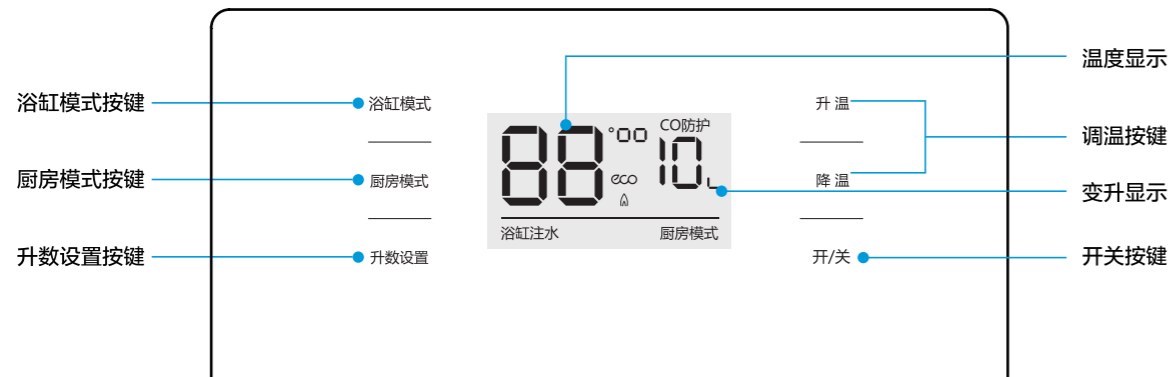 温度显示
浴缸模式按键
浴缸模式
升 温
88
°00
CO防护
10
L
调温按键
厨房模式按键
厨房模式
eco
降 温
变升显示
浴缸注水
厨房模式
升数设置按键
升数设置
开/关
开关按键